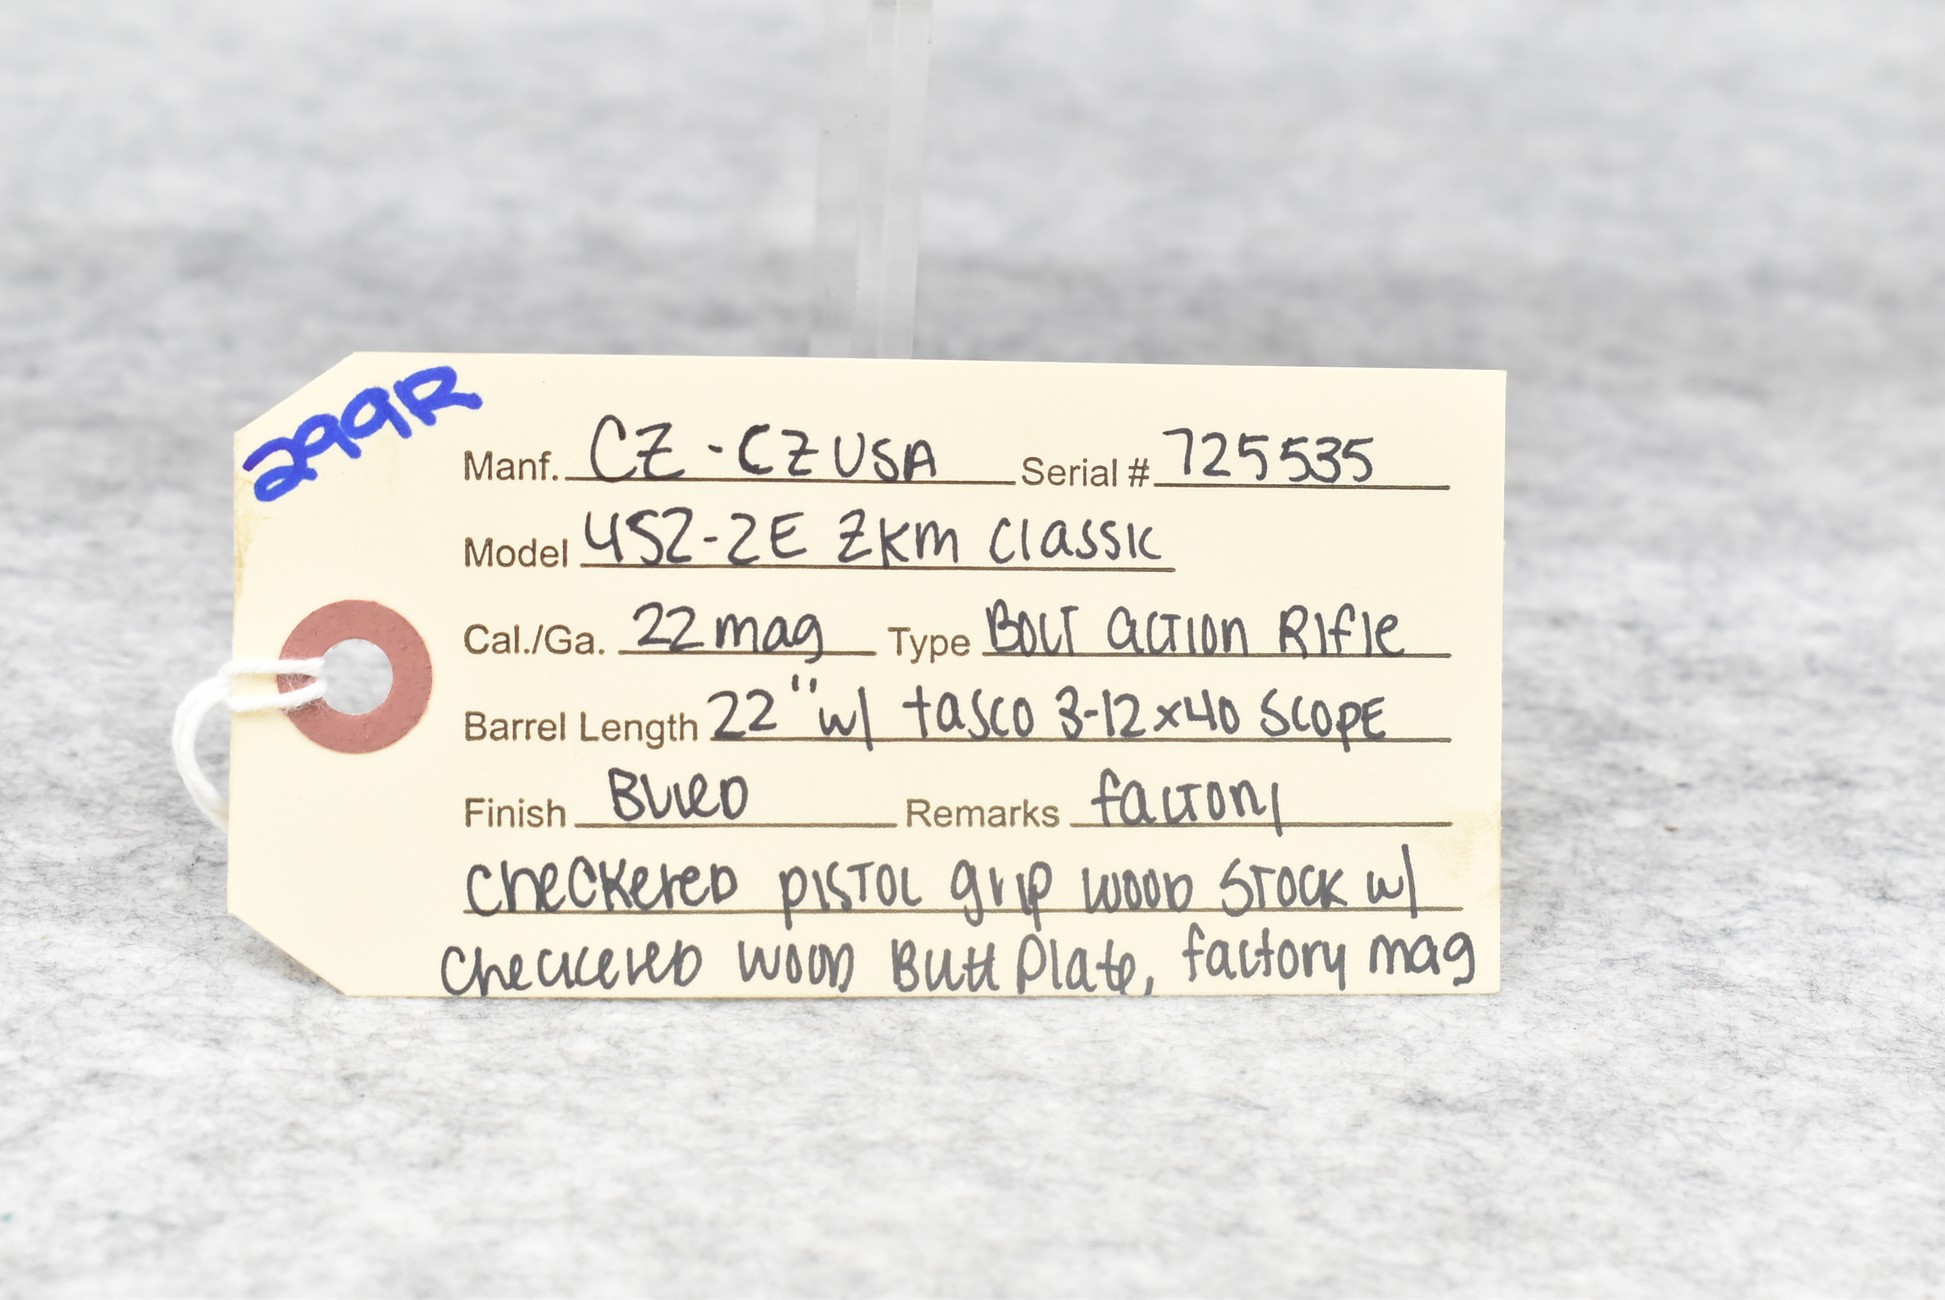 299R
Manf. CZ - CZ USA Serial # 725535
Model 452-2E ZKM Classic
Cal./Ga. 22 mag Type Bolt action Rifle
Barrel Length 22" w/ tasco 3-12x40 scope
Finish Blued Remarks factory
checkered pistol grip wood stock w/
checkered wood Butt Plate, factory mag